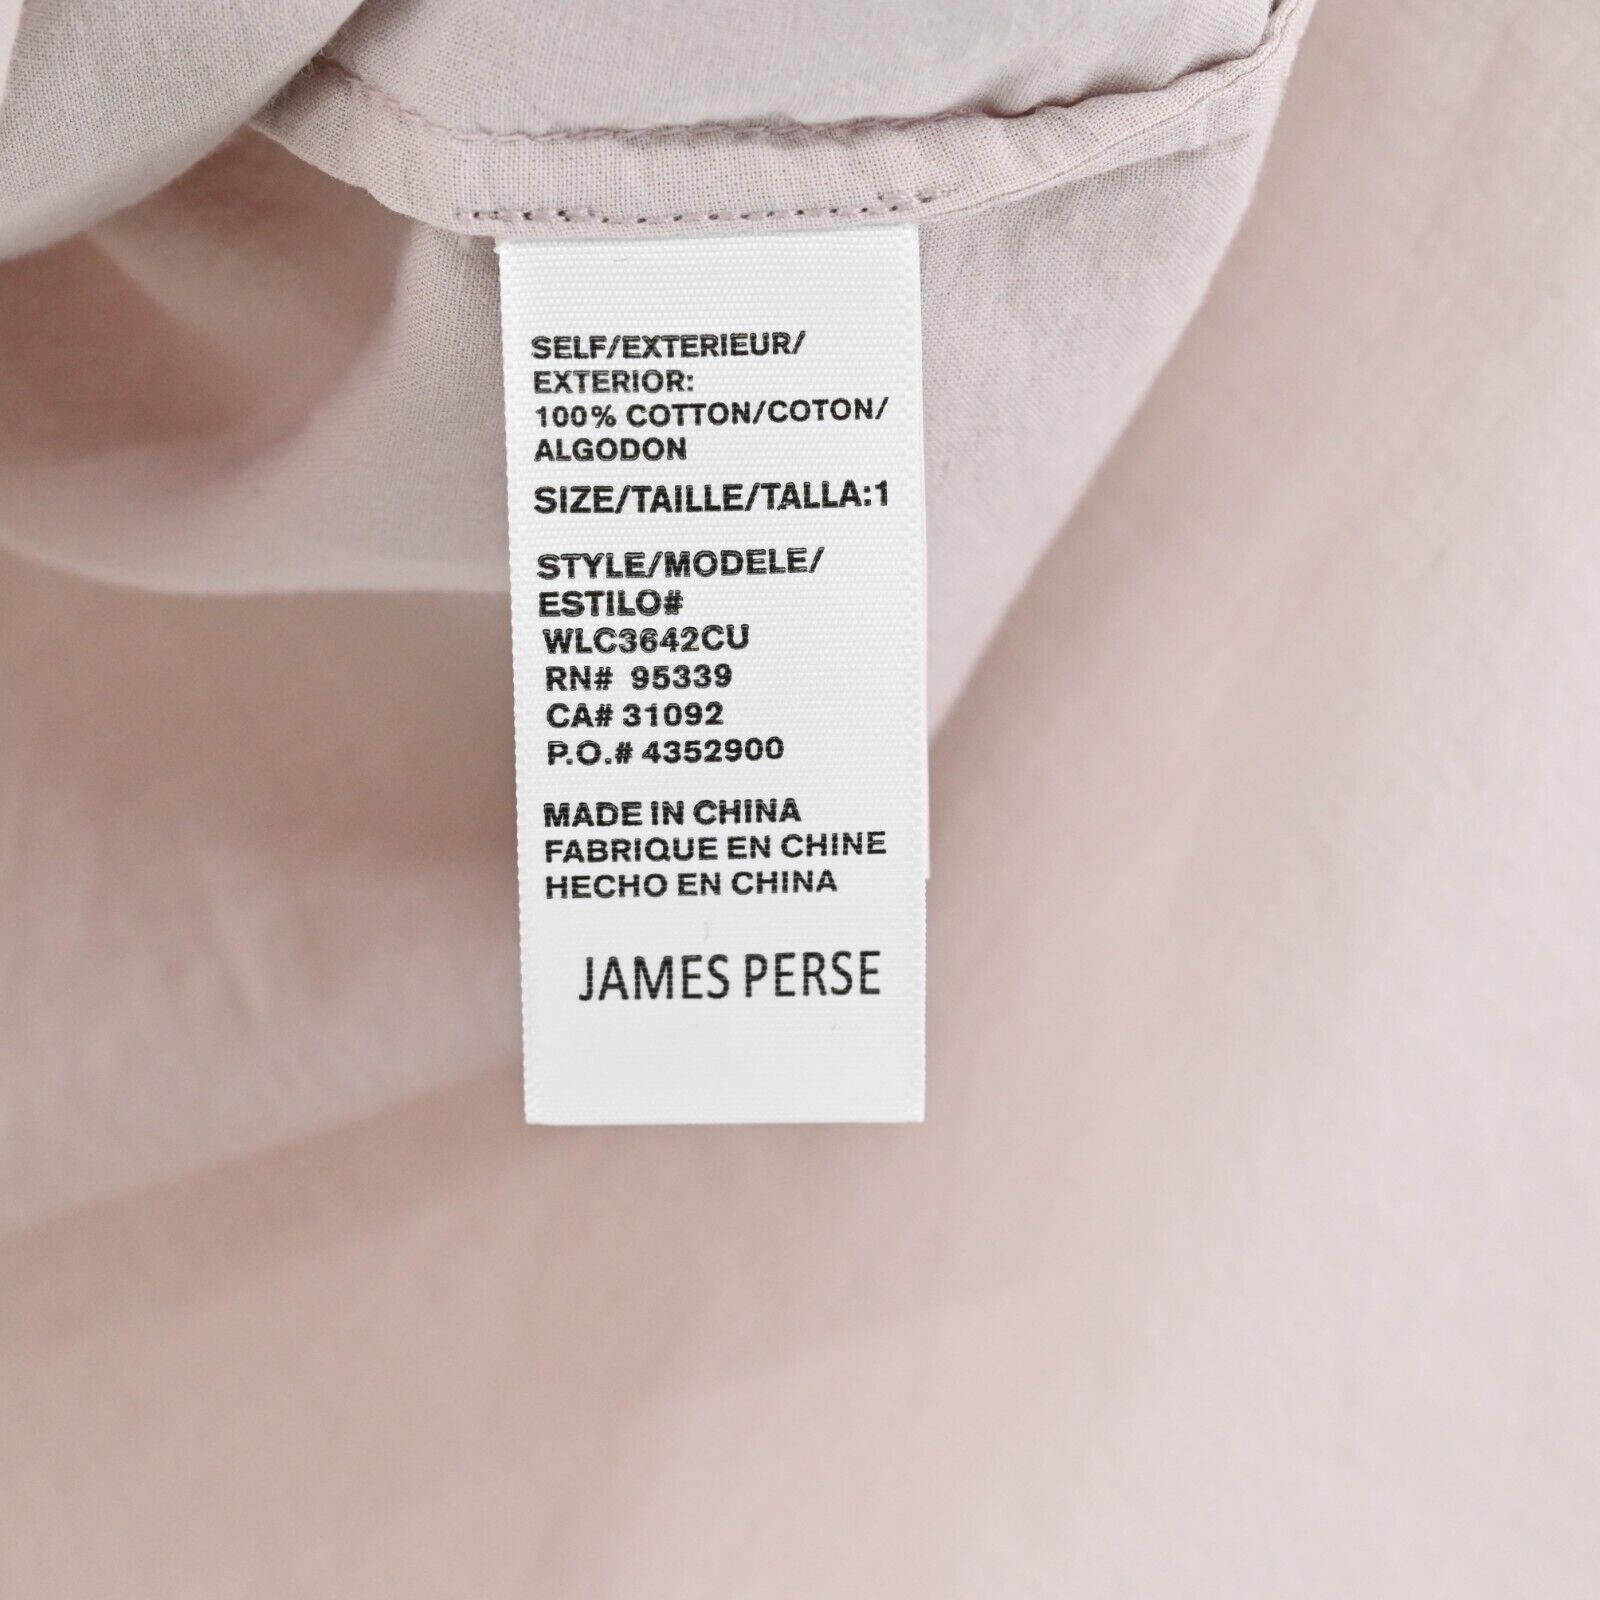 SELF/EXTERIEUR/
EXTERIOR:
100% COTTON/COTON/
ALGODON
SIZE/TAILLE/TALLA:1
STYLE/MODELE/
ESTILO#
WLC3642CU
RN# 95339
CA# 31092
P.O.# 4352900
MADE IN CHINA
FABRIQUE EN CHINE
HECHO EN CHINA
JAMES PERSE